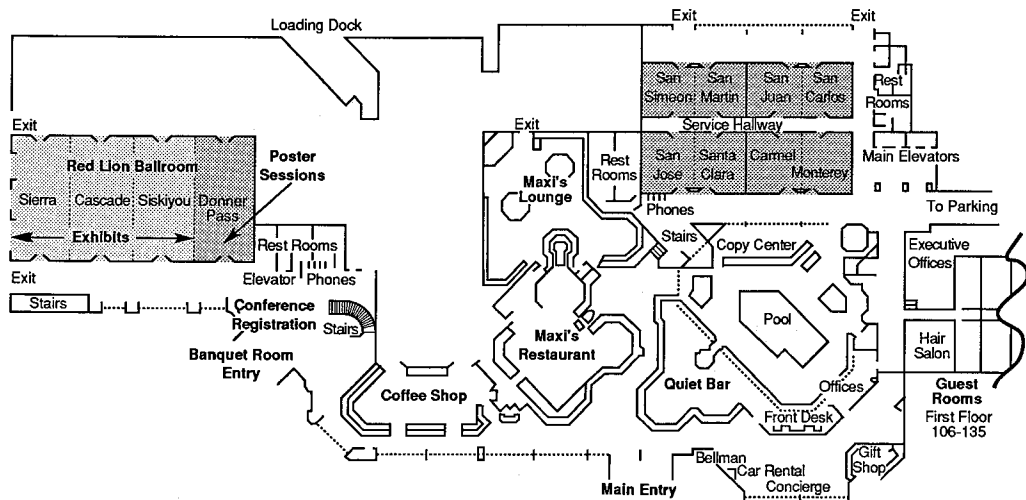 Exit
Exit
Loading Dock
San Simeon
San Martin
San Juan
San Carlos
Rest Rooms
Exit
Exit
Service Hallway
Red Lion Ballroom
Poster Sessions
Maxi's Lounge
Rest Rooms
San Jose
Santa Clara
Carmel
Monterey
Main Elevators
Sierra
Cascade
Siskiyou
Donner Pass
Phones
To Parking
Exhibits
Rest Rooms
Stairs
Copy Center
Executive Offices
Exit
Elevator
Phones
Stairs
Conference Registration
Stairs
Pool
Maxi's Restaurant
Hair Salon
Banquet Room Entry
Coffee Shop
Quiet Bar
Offices
Guest Rooms
First Floor
106-135
Front Desk
Bellman
Car Rental
Concierge
Gift Shop
Main Entry